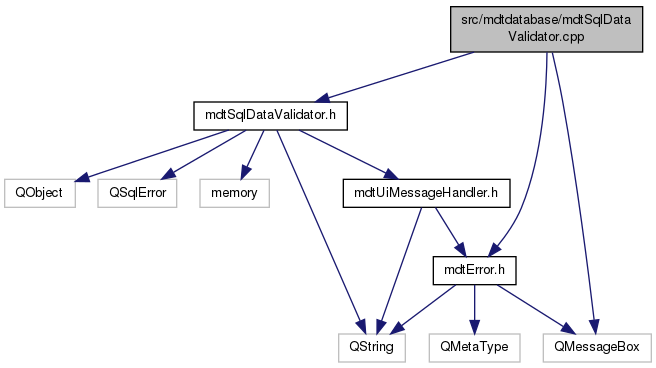 src/mdtdatabase/mdtSqlData
Validator.cpp
mdtSqlDataValidator.h
QObject
QSqlError
memory
mdtUiMessageHandler.h
mdtError.h
QString
QMetaType
QMessageBox